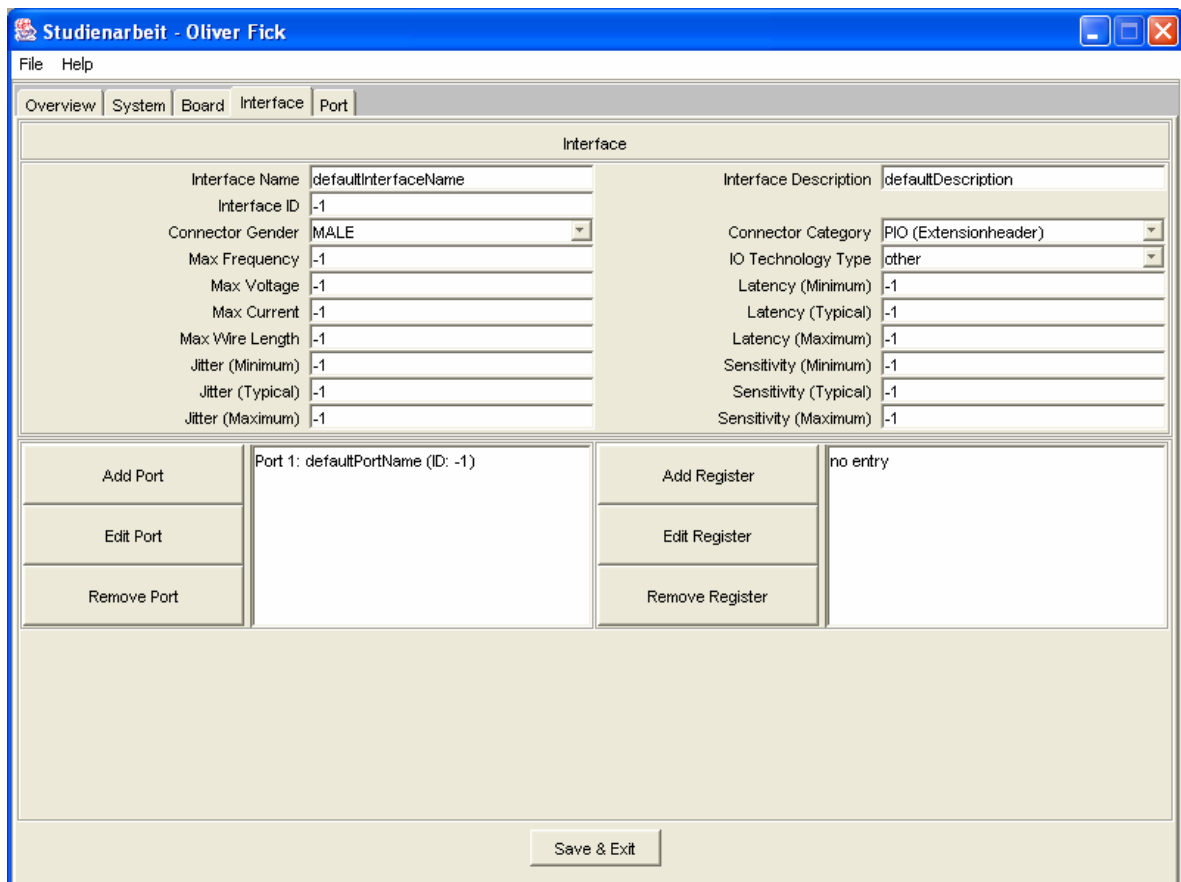 Studienarbeit - Oliver Fick
File Help
Overview System Board Interface Port
Interface
Interface Name defaultInterfaceName Interface Description defaultDescription
Interface ID -1
Connector Gender MALE Connector Category PIO (Extensionheader)
Max Frequency -1 IO Technology Type other
Max Voltage -1 Latency (Minimum) -1
Max Current -1 Latency (Typical) -1
Max Wire Length -1 Latency (Maximum) -1
Jitter (Minimum) -1 Sensitivity (Minimum) -1
Jitter (Typical) -1 Sensitivity (Typical) -1
Jitter (Maximum) -1 Sensitivity (Maximum) -1
Add Port Port 1: defaultPortName (ID: -1) Add Register no entry
Edit Port Edit Register
Remove Port Remove Register
Save & Exit